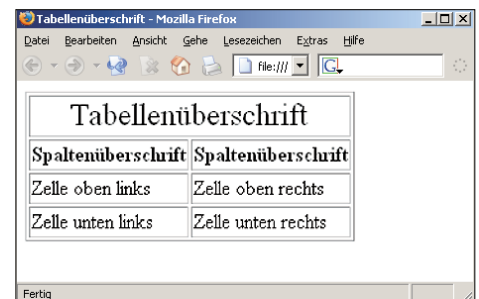 Tabellenüberschrift - Mozilla Firefox
Datei Bearbeiten Ansicht Gehe Lesezeichen Extras Hilfe
file:/// G
Tabellenüberschrift
Spaltenüberschrift Spaltenüberschrift
Zelle oben links Zelle oben rechts
Zelle unten links Zelle unten rechts
Fertig